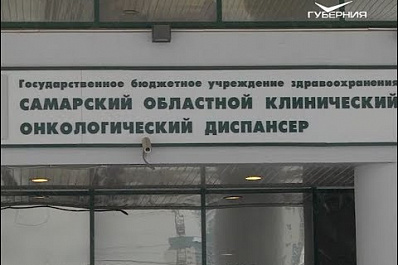 ГУБЕРНИЯ
Государственное бюджетное учреждение здравоохранения
САМАРСКИЙ ОБЛАСТНОЙ КЛИНИЧЕСКИЙ
ОНКОЛОГИЧЕСКИЙ ДИСПАНСЕР